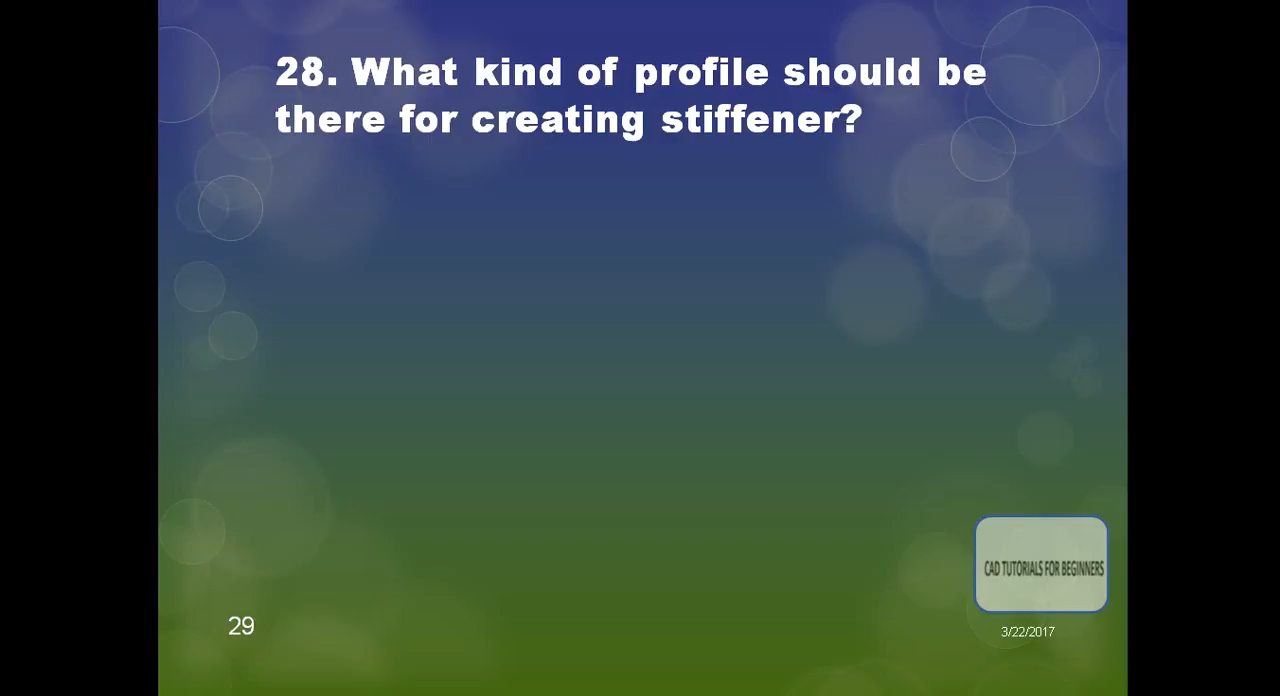 28. What kind of profile should be
there for creating stiffener?
CAD TUTORIALS FOR BEGINNERS
29
3/22/2017